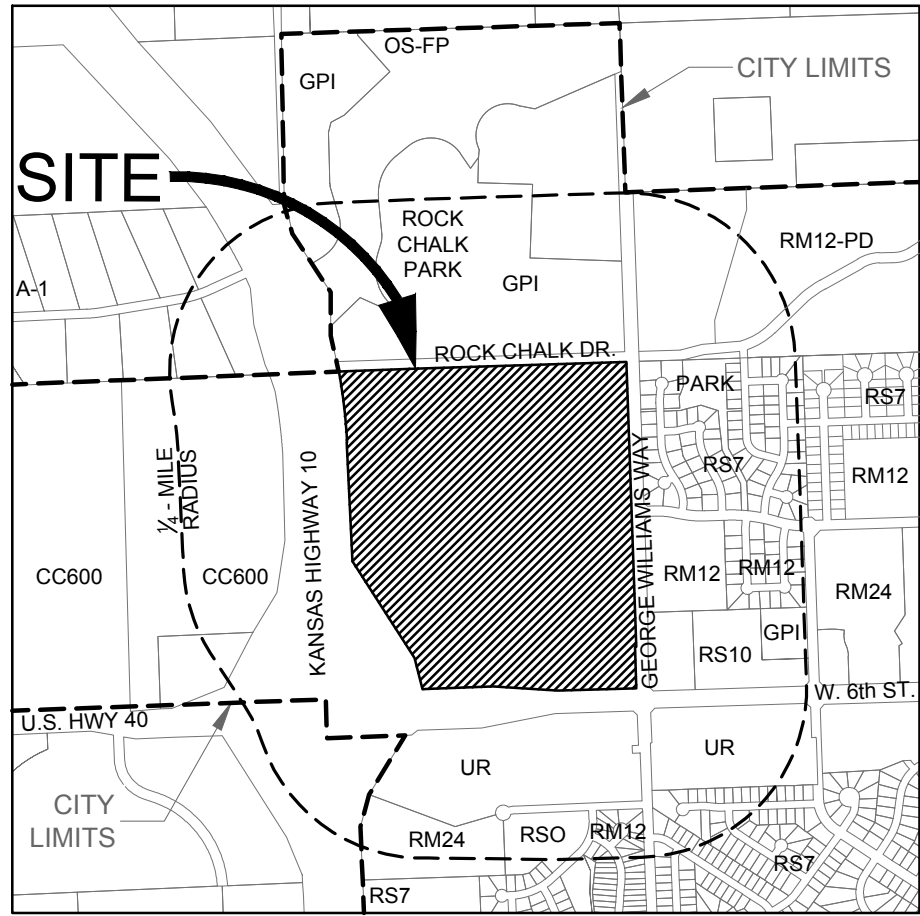 OS-FP
GPI
CITY LIMITS
SITE
ROCK
CHALK
PARK
RM12-PD
GPI
A-1
ROCK CHALK DR.
PARK
RS7
RS7
RM12
¼ - MILE
RADIUS
KANSAS HIGHWAY 10
GEORGE WILLIAMS WAY
CC600
CC600
RM12
RM12
RM24
GPI
RS10
W. 6th ST.
U.S. HWY 40
UR
UR
CITY
LIMITS
RM24
RSO
RM12
RS7
RS7